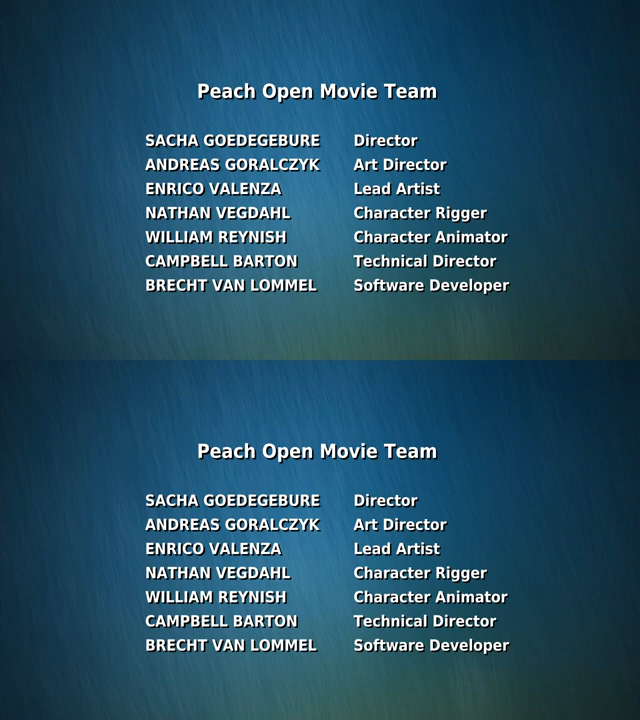 Peach Open Movie Team
SACHA GOEDEGEBURE Director
ANDREAS GORALCZYK Art Director
ENRICO VALENZA Lead Artist
NATHAN VEGDAHL Character Rigger
WILLIAM REYNISH Character Animator
CAMPBELL BARTON Technical Director
BRECHT VAN LOMMEL Software Developer
Peach Open Movie Team
SACHA GOEDEGEBURE Director
ANDREAS GORALCZYK Art Director
ENRICO VALENZA Lead Artist
NATHAN VEGDAHL Character Rigger
WILLIAM REYNISH Character Animator
CAMPBELL BARTON Technical Director
BRECHT VAN LOMMEL Software Developer